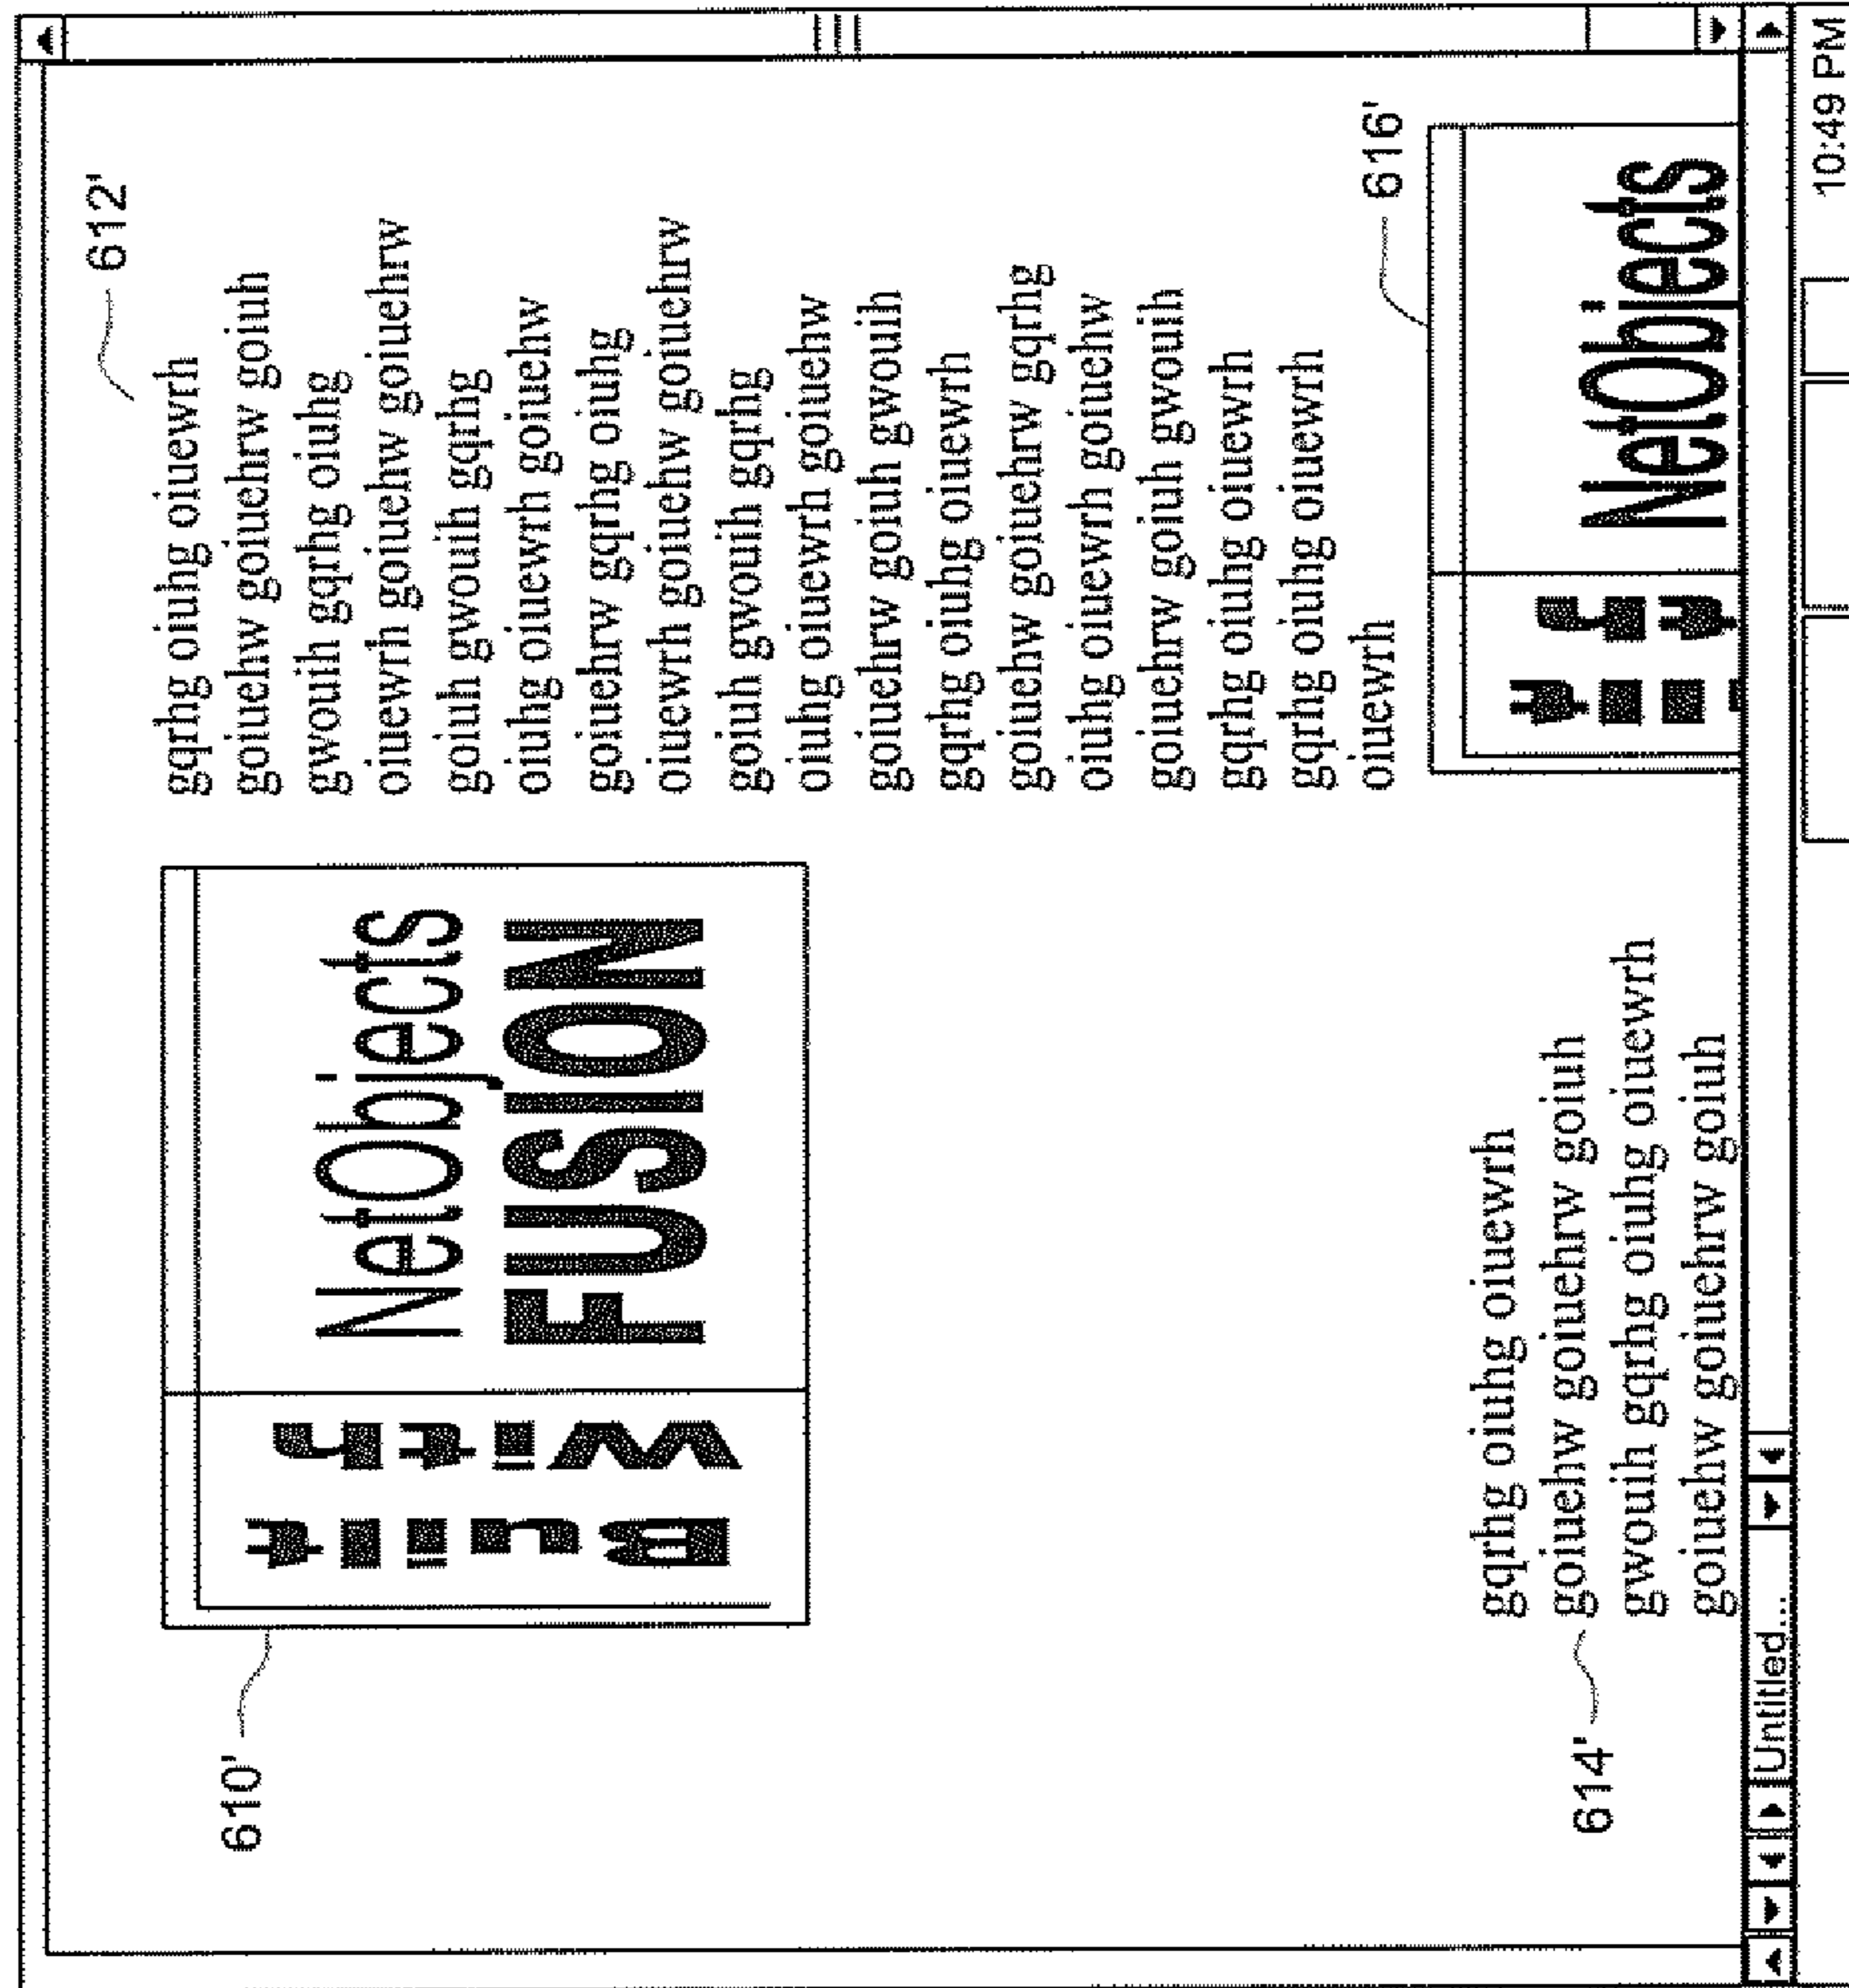 610'
Built
With
NetObjects
FUSION
612'
gqrhg oiuhg oiuewrh
goiuehw goiuehrw goiuh
gwouih gqrhg oiuhg
oiuewrh goiuehw goiuehrw
goiuh gwouih gqrhg
oiuhg oiuewrh goiuehw
goiuehrw gqrhg oiuhg
oiuewrh goiuehw goiuehrw
goiuh gwouih gqrhg
oiuhg oiuewrh goiuehw
goiuehrw goiuh gwouih
gqrhg oiuhg oiuewrh
goiuehw goiuehrw gqrhg
oiuhg oiuewrh goiuehw
goiuehrw goiuh gwouih
gqrhg oiuhg oiuewrh
gqrhg oiuhg oiuewrh
oiuewrh
614'
gqrhg oiuhg oiuewrh
goiuehw goiuehrw goiuh
gwouih gqrhg oiuhg oiuewrh
goiuehw goiuehrw goiuh
616'
NetObjects
Untitled...
10:49 PM